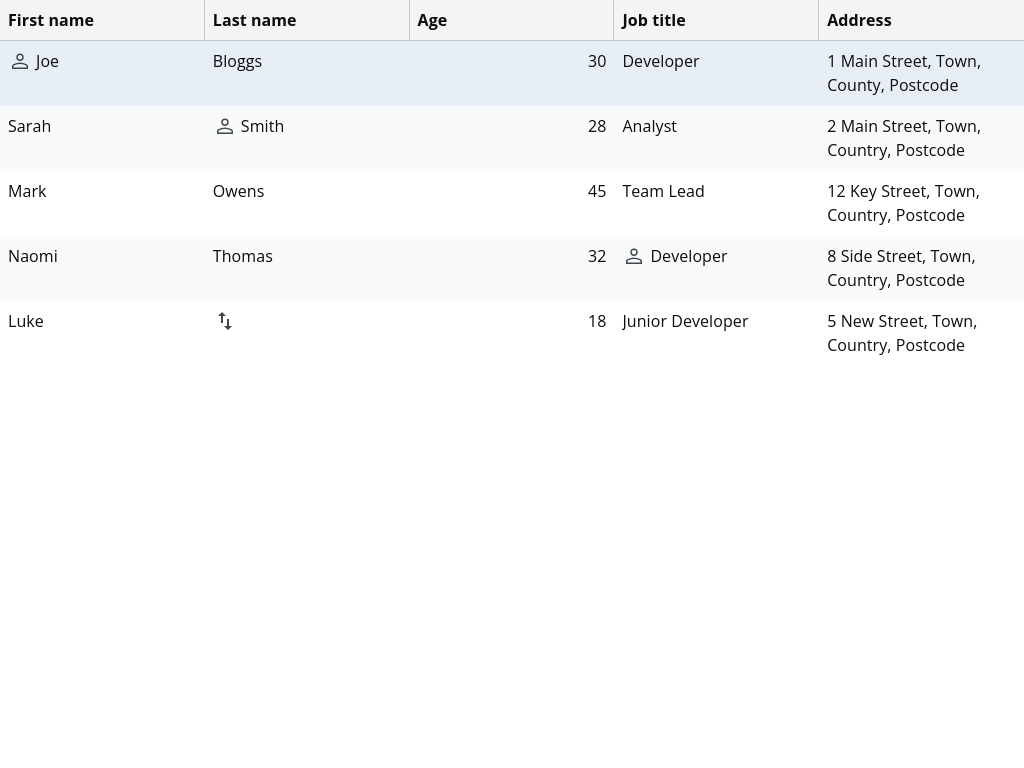 First name Last name Age Job title Address
Joe Bloggs 30 Developer 1 Main Street, Town,
County, Postcode
Sarah Smith 28 Analyst 2 Main Street, Town,
Country, Postcode
Mark Owens 45 Team Lead 12 Key Street, Town,
Country, Postcode
Naomi Thomas 32 Developer 8 Side Street, Town,
Country, Postcode
Luke 18 Junior Developer 5 New Street, Town,
Country, Postcode